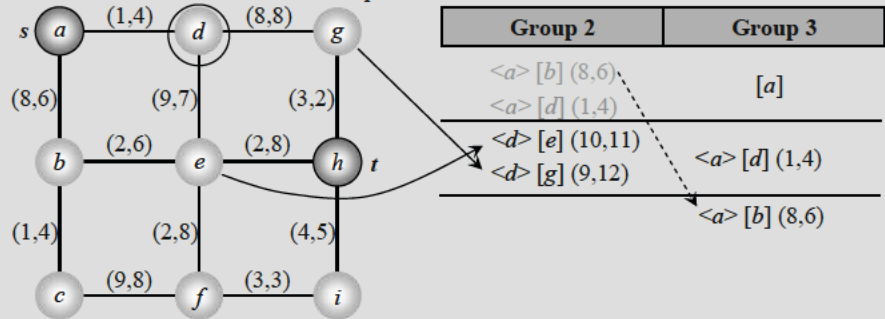 s a (1,4) d (8,8) g
(8,6) (9,7) (3,2)
b (2,6) e (2,8) h t
(1,4) (2,8) (4,5)
c (9,8) f (3,3) i
Group 2 Group 3
<a> [b] (8,6)
[a]
<a> [d] (1,4)
<d> [e] (10,11)
<a> [d] (1,4)
<d> [g] (9,12)
<a> [b] (8,6)